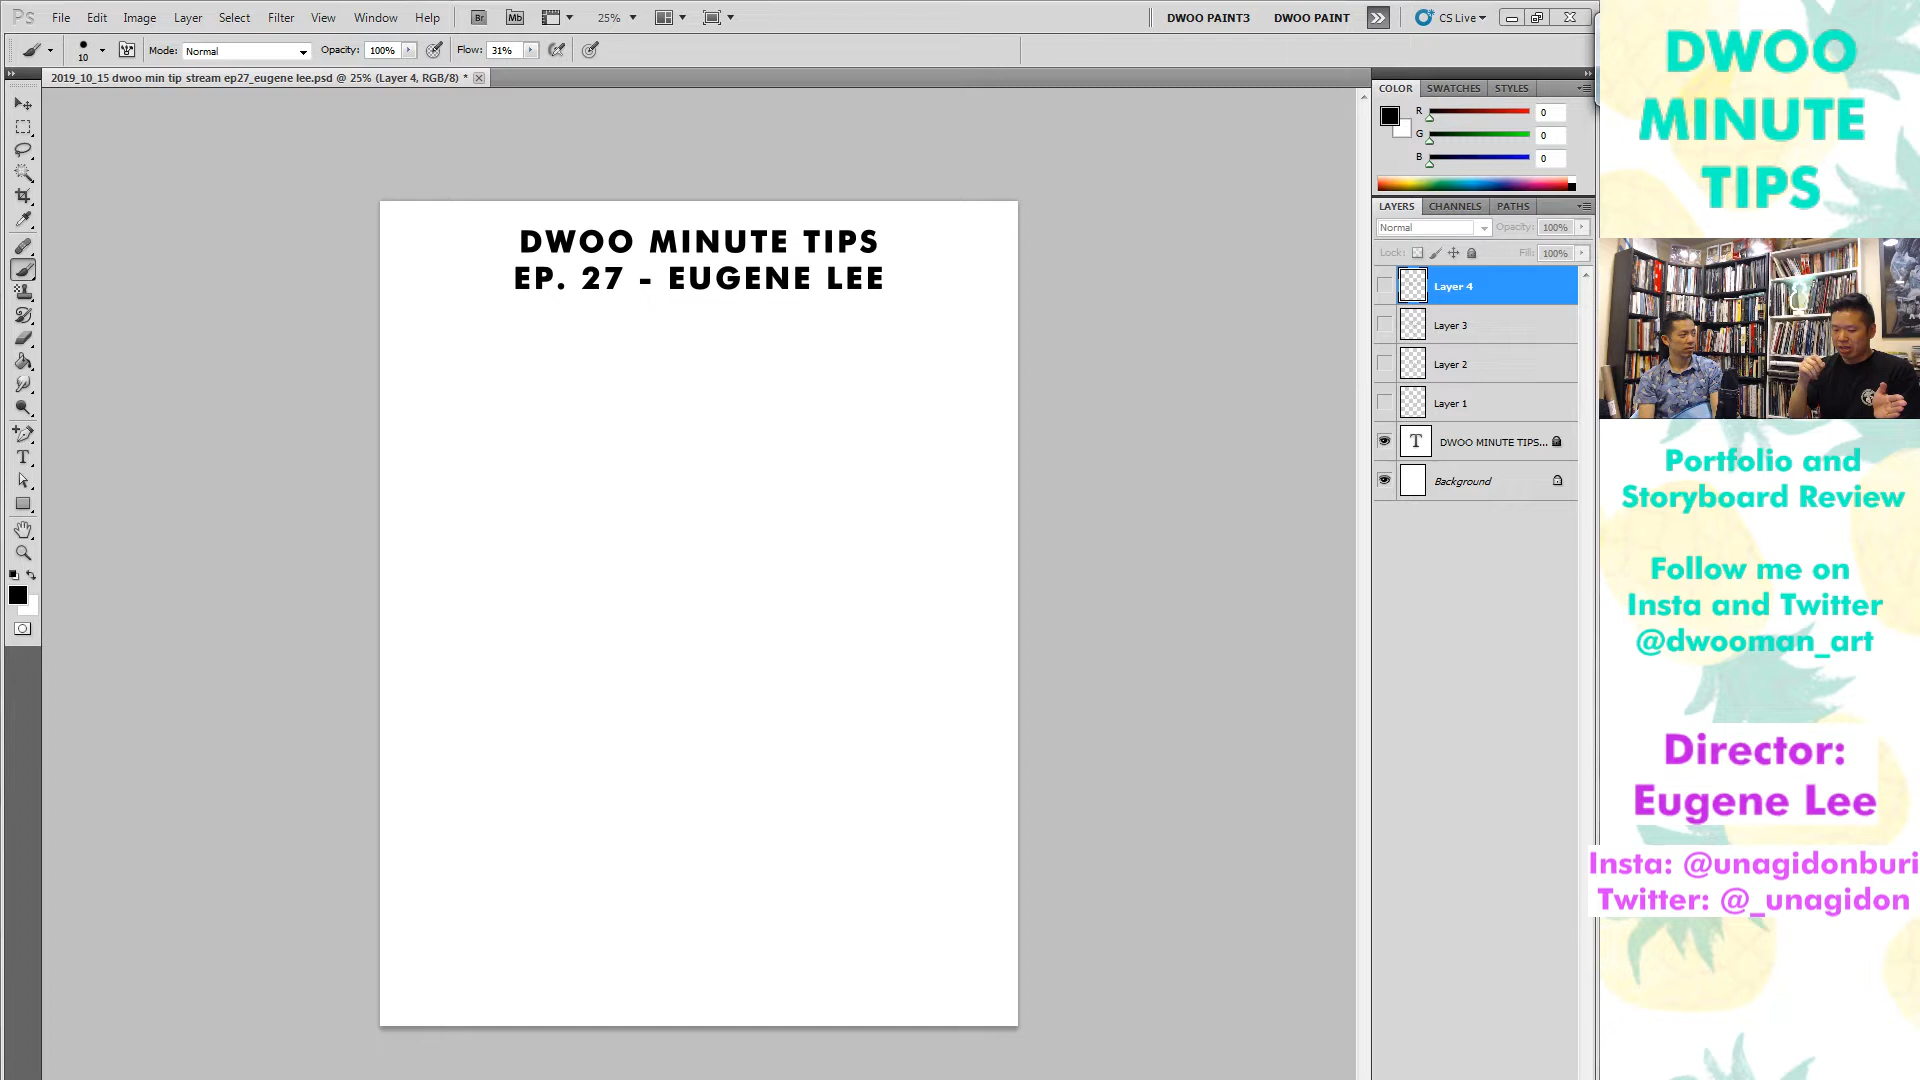 Ps File Edit Image Layer Select Filter View Window Help Br Mb 25% DWOO PAINT3 DWOO PAINT CS Live
10 Mode: Normal Opacity: 100% Flow: 31%
2019_10_15 dwoo min tip stream ep27_eugene lee.psd @ 25% (Layer 4, RGB/8) *
DWOO MINUTE TIPS
EP. 27 - EUGENE LEE
COLOR SWATCHES STYLES
R 0
G 0
B 0
LAYERS CHANNELS PATHS
Normal Opacity: 100%
Lock: Fill: 100%
Layer 4
Layer 3
Layer 2
Layer 1
T DWOO MINUTE TIPS...
Background
DWOO
MINUTE
TIPS
Portfolio and
Storyboard Review
Follow me on
Insta and Twitter
@dwooman_art
Director:
Eugene Lee
Insta: @unagidonburi
Twitter: @_unagidon